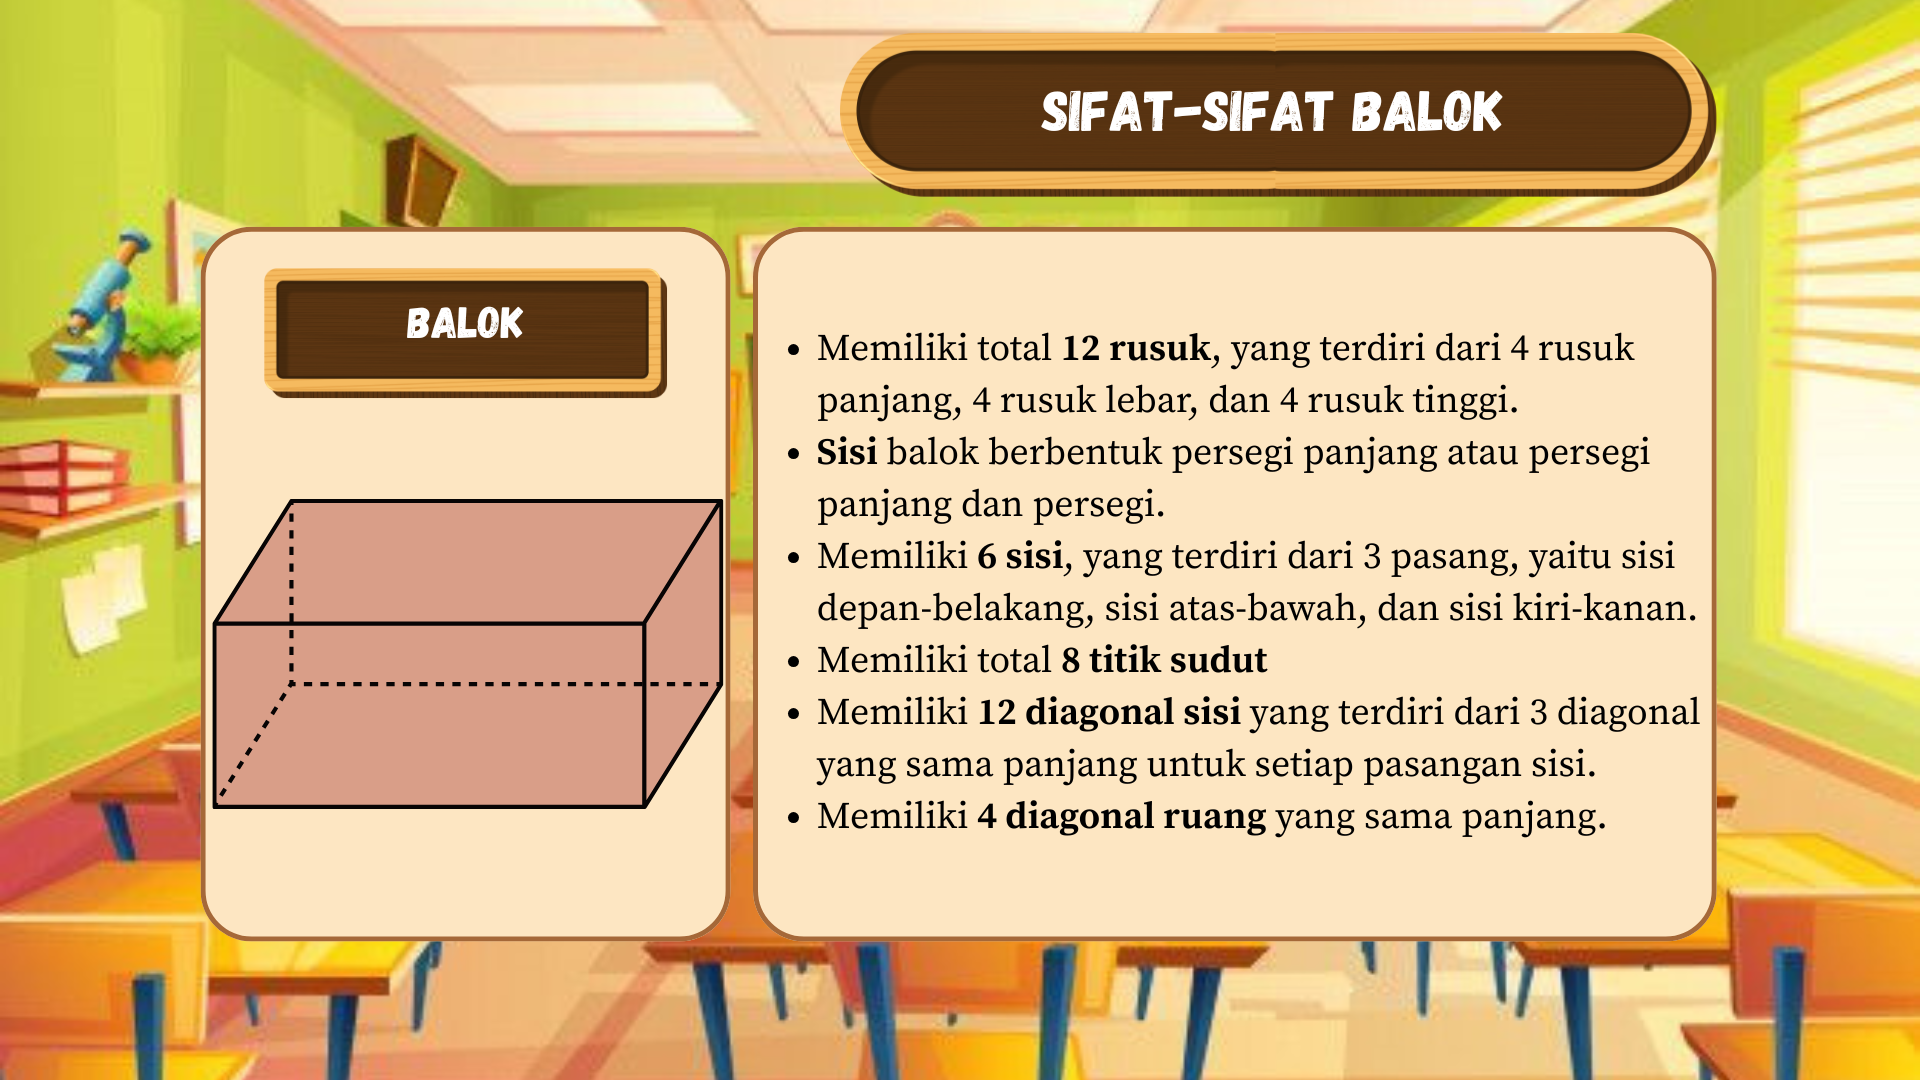 SIFAT-SIFAT BALOK
BALOK
• Memiliki total 12 rusuk, yang terdiri dari 4 rusuk
panjang, 4 rusuk lebar, dan 4 rusuk tinggi.
• Sisi balok berbentuk persegi panjang atau persegi
panjang dan persegi.
• Memiliki 6 sisi, yang terdiri dari 3 pasang, yaitu sisi
depan-belakang, sisi atas-bawah, dan sisi kiri-kanan.
• Memiliki total 8 titik sudut
• Memiliki 12 diagonal sisi yang terdiri dari 3 diagonal
yang sama panjang untuk setiap pasangan sisi.
• Memiliki 4 diagonal ruang yang sama panjang.